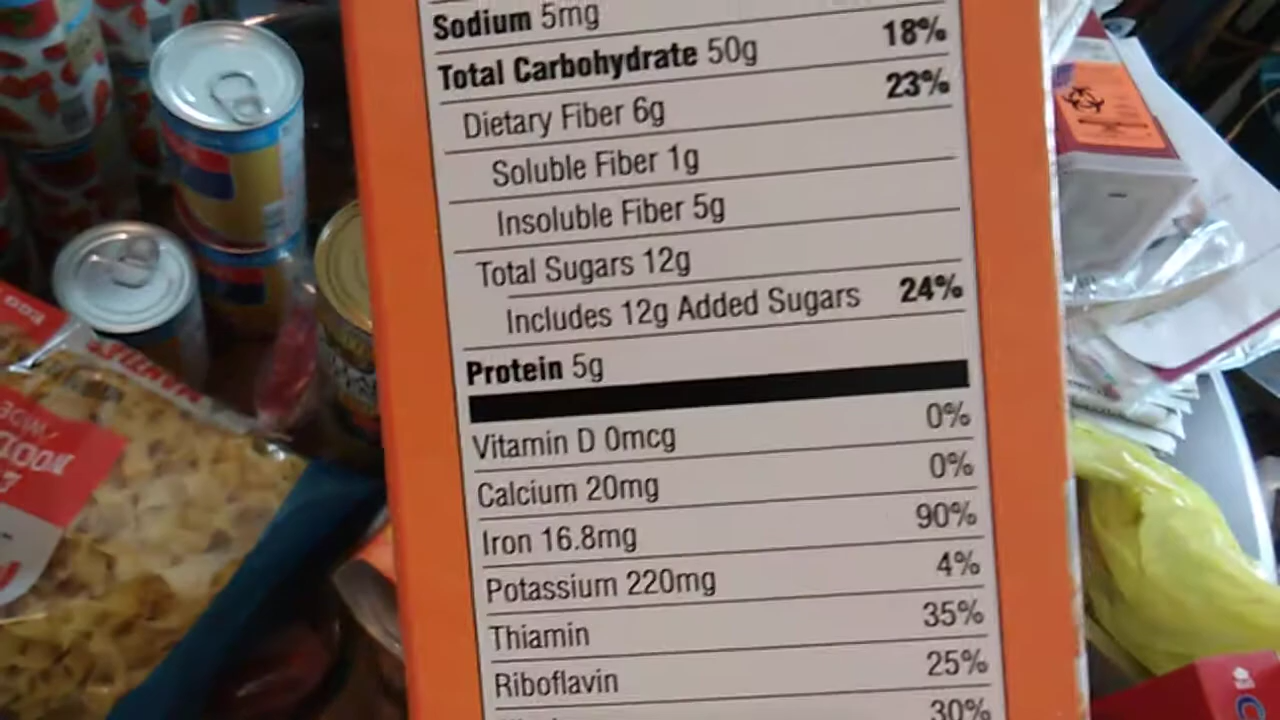 Sodium 5mg
Total Carbohydrate 50g 18%
Dietary Fiber 6g 23%
Soluble Fiber 1g
Insoluble Fiber 5g
Total Sugars 12g
Includes 12g Added Sugars 24%
Protein 5g
Vitamin D 0mcg 0%
Calcium 20mg 0%
Iron 16.8mg 90%
Potassium 220mg 4%
Thiamin 35%
Riboflavin 25%
30%
EGG
WIDE